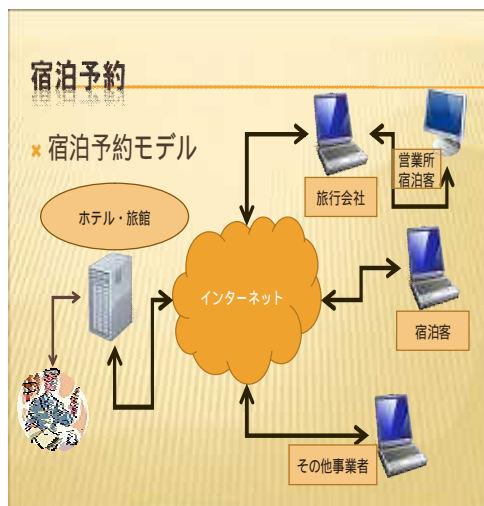 宿泊予約
宿泊予約モデル
ホテル・旅館
インターネット
旅行会社
営業所
宿泊客
宿泊客
その他事業者